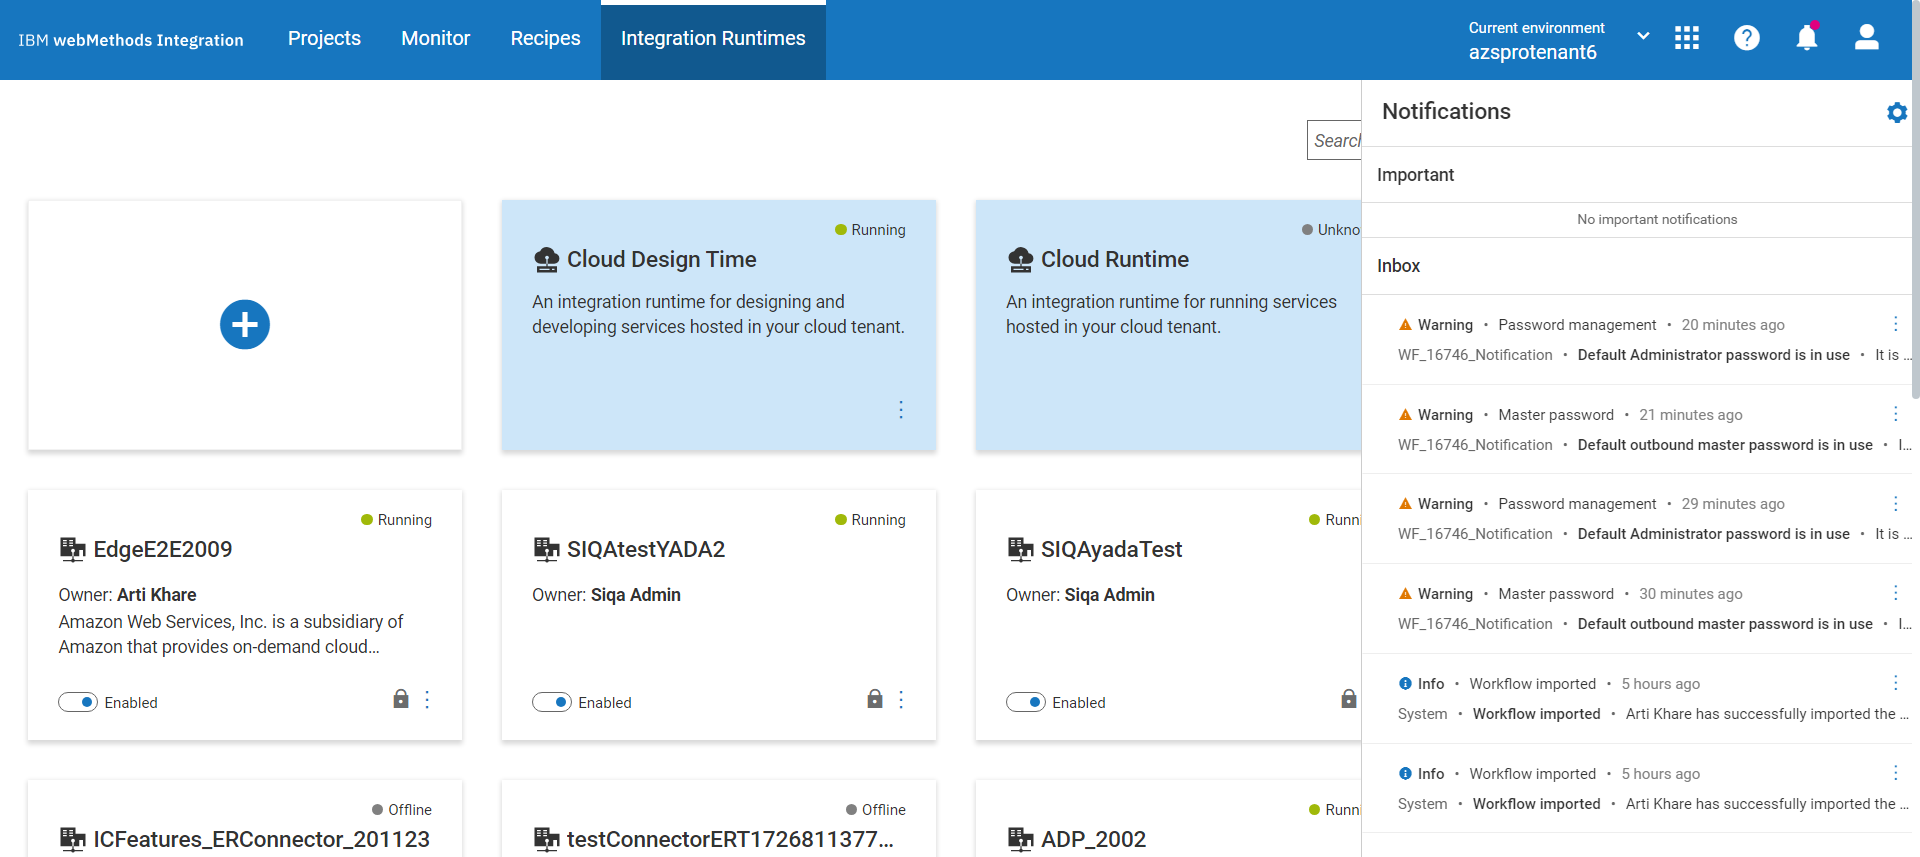 IBM webMethods Integration
Projects
Monitor
Recipes
Integration Runtimes
Current environment
azsprotenant6
Search
Running
Cloud Design Time
An integration runtime for designing and
developing services hosted in your cloud tenant.
Unkno
Cloud Runtime
An integration runtime for running services
hosted in your cloud tenant.
Running
EdgeE2E2009
Owner: Arti Khare
Amazon Web Services, Inc. is a subsidiary of
Amazon that provides on-demand cloud...
Enabled
Running
SIQAtestYADA2
Owner: Siqa Admin
Enabled
Runni
SIQAyadaTest
Owner: Siqa Admin
Enabled
Offline
ICFeatures_ERConnector_201123
Offline
testConnectorERT1726811377...
Runni
ADP_2002
Notifications
Important
No important notifications
Inbox
Warning • Password management • 20 minutes ago
WF_16746_Notification • Default Administrator password is in use • It is ...
Warning • Master password • 21 minutes ago
WF_16746_Notification • Default outbound master password is in use • I...
Warning • Password management • 29 minutes ago
WF_16746_Notification • Default Administrator password is in use • It is ...
Warning • Master password • 30 minutes ago
WF_16746_Notification • Default outbound master password is in use • I...
Info • Workflow imported • 5 hours ago
System • Workflow imported • Arti Khare has successfully imported the ...
Info • Workflow imported • 5 hours ago
System • Workflow imported • Arti Khare has successfully imported the ...